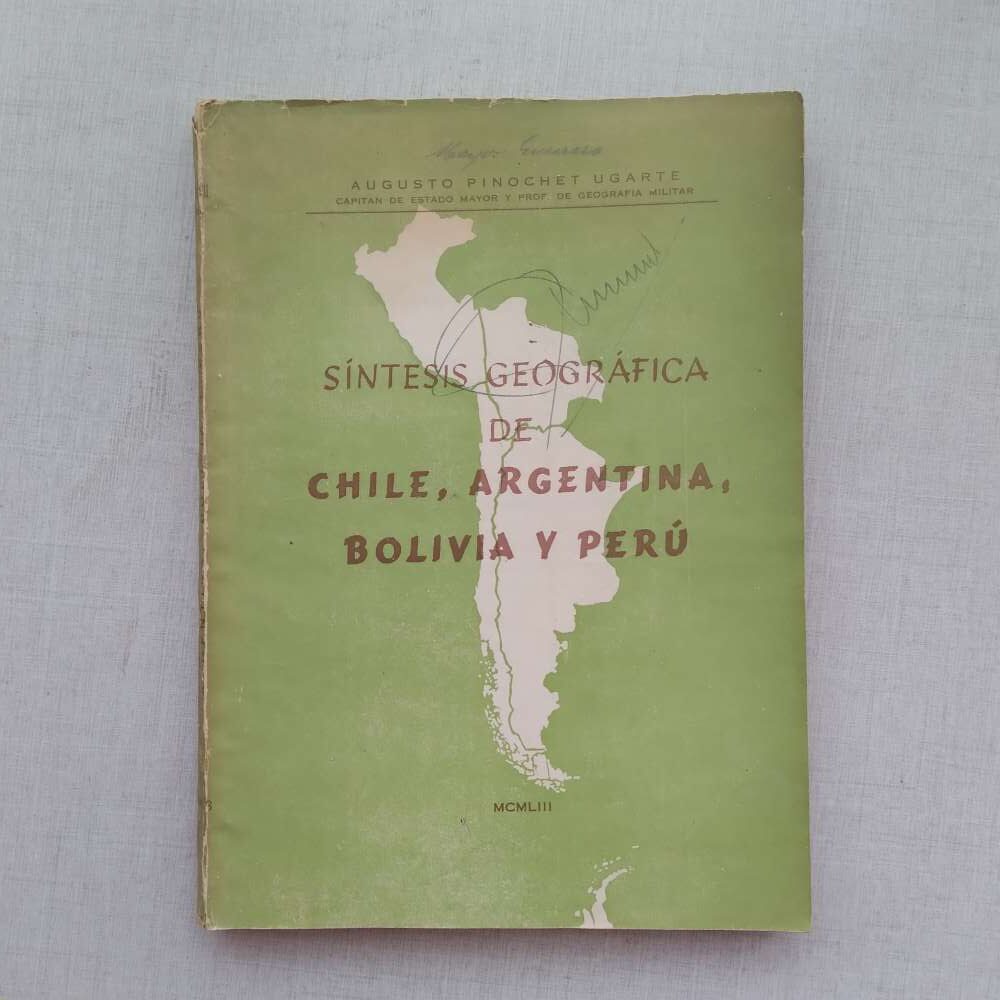 AUGUSTO PINOCHET UGARTE
CAPITAN DE ESTADO MAYOR Y PROF. DE GEOGRAFIA MILITAR
SÍNTESIS GEOGRÁFICA
DE
CHILE, ARGENTINA,
BOLIVIA Y PERÚ
MCMLIII